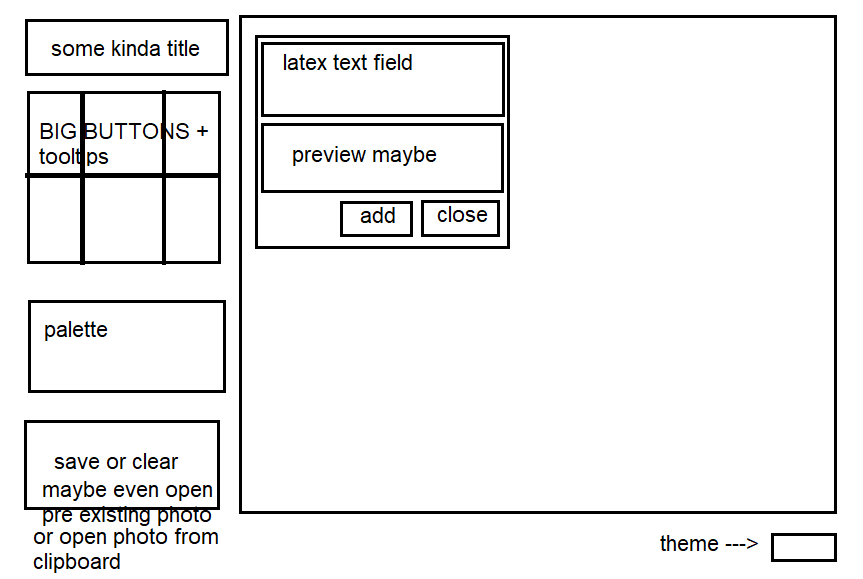 some kinda title
BIG BUTTONS +
tooltips
palette
save or clear
maybe even open
pre existing photo
or open photo from
clipboard
latex text field
preview maybe
add
close
theme --->